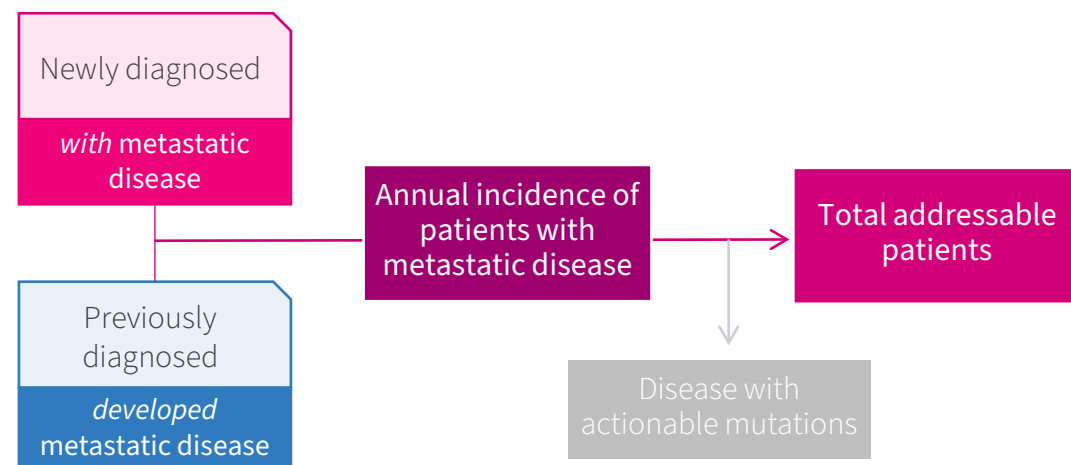 Newly diagnosed
with metastatic
disease
Previously
diagnosed
developed
metastatic disease
Annual incidence of
patients with
metastatic disease
Disease with
actionable mutations
Total addressable
patients